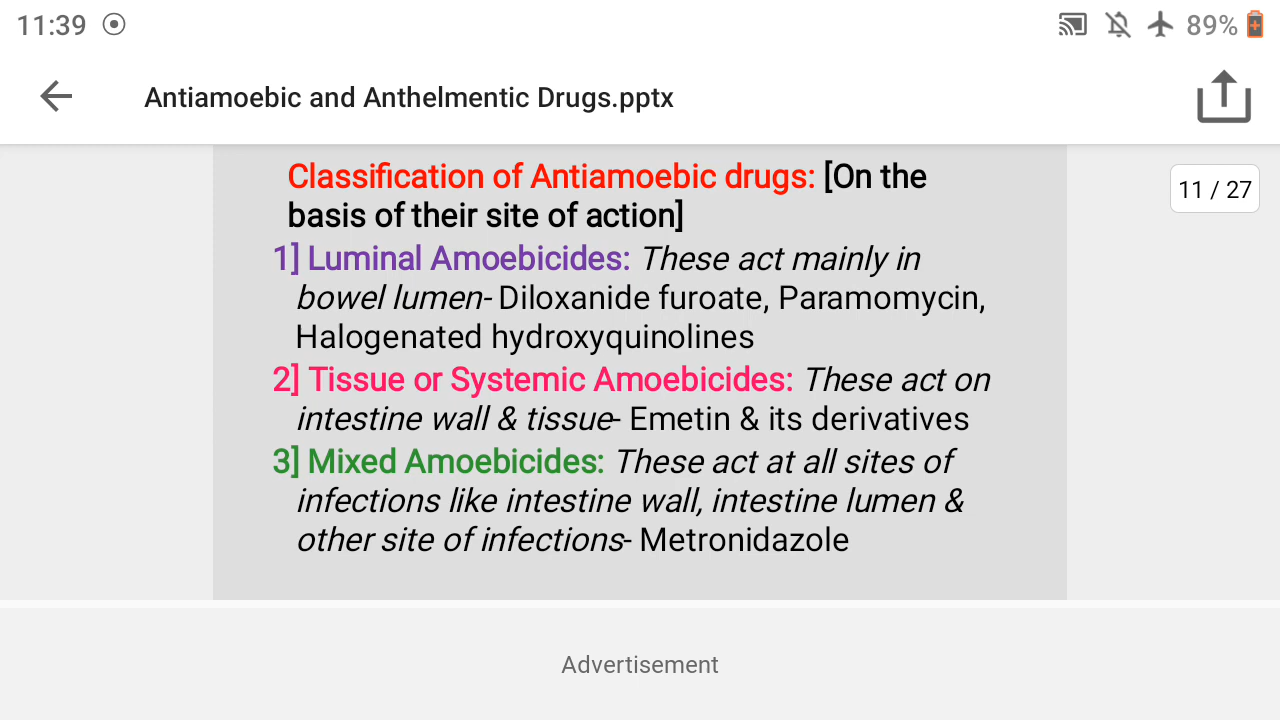 11:39
89%
Antiamoebic and Anthelmentic Drugs.pptx
11 / 27
Classification of Antiamoebic drugs: [On the
basis of their site of action]
1] Luminal Amoebicides: These act mainly in
bowel lumen- Diloxanide furoate, Paramomycin,
Halogenated hydroxyquinolines
2] Tissue or Systemic Amoebicides: These act on
intestine wall & tissue- Emetin & its derivatives
3] Mixed Amoebicides: These act at all sites of
infections like intestine wall, intestine lumen &
other site of infections- Metronidazole
Advertisement